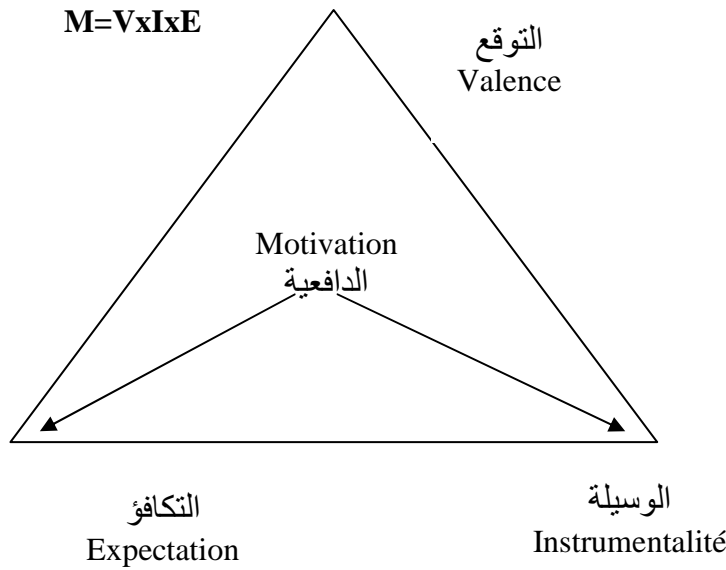 M=VxIxE
التوقع
Valence
Motivation
الدافعية
التكافؤ
Expectation
الوسيلة
Instrumentalité